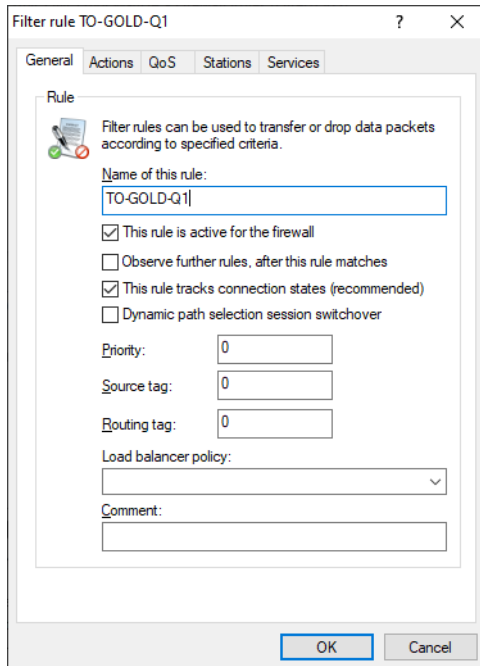 Filter rule TO-GOLD-Q1
General Actions QoS Stations Services
Rule
Filter rules can be used to transfer or drop data packets
according to specified criteria.
Name of this rule:
TO-GOLD-Q1
This rule is active for the firewall
Observe further rules, after this rule matches
This rule tracks connection states (recommended)
Dynamic path selection session switchover
Priority: 0
Source tag: 0
Routing tag: 0
Load balancer policy:
Comment:
OK Cancel